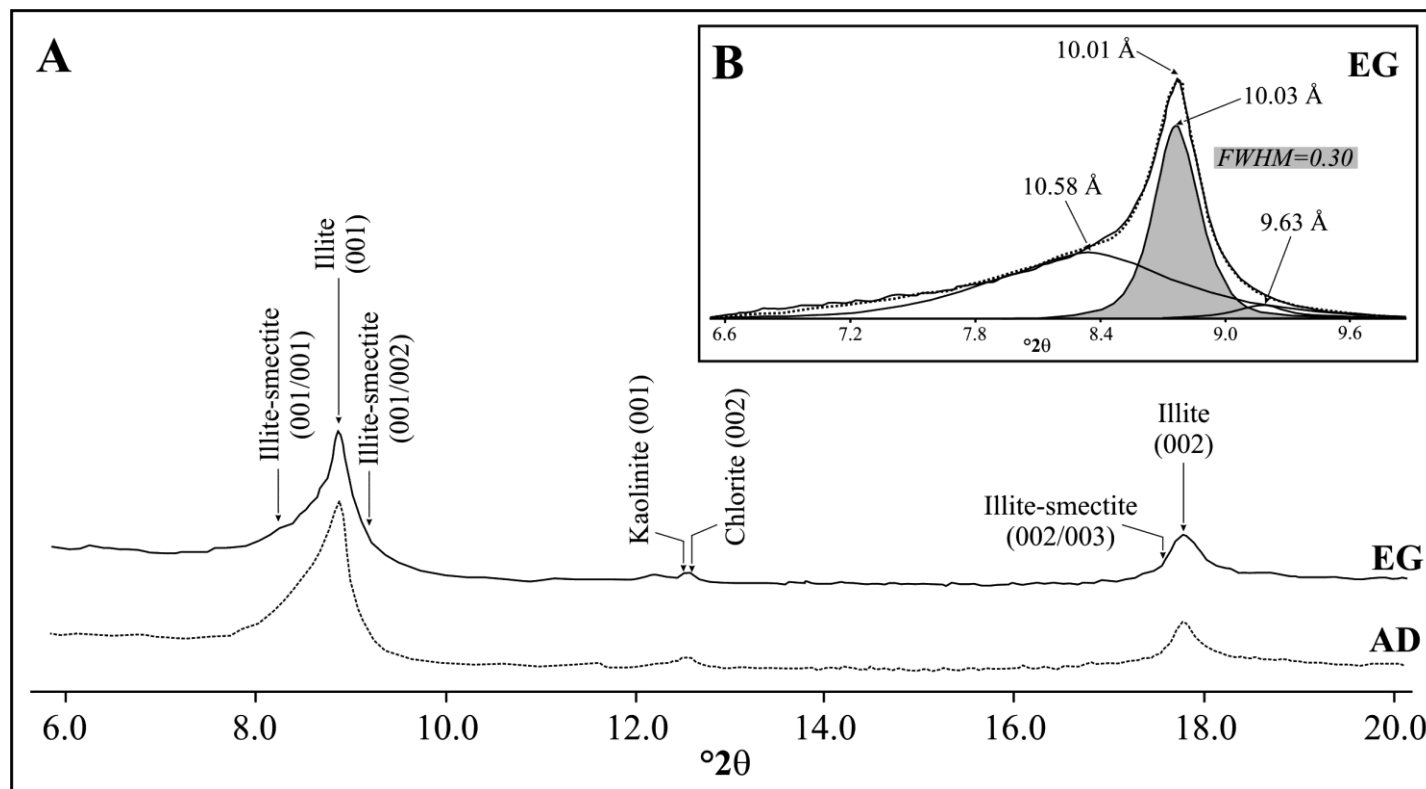 A
B
EG
10.01 Å
10.03 Å
FWHM=0.30
10.58 Å
9.63 Å
6.6 7.2 7.8 8.4 9.0 9.6
°2θ
Illite-smectite
(001/001)
Illite
(001)
Illite-smectite
(001/002)
Kaolinite (001)
Chlorite (002)
Illite-smectite
(002/003)
Illite
(002)
EG
AD
6.0 8.0 10.0 12.0 14.0 16.0 18.0 20.0
°2θ